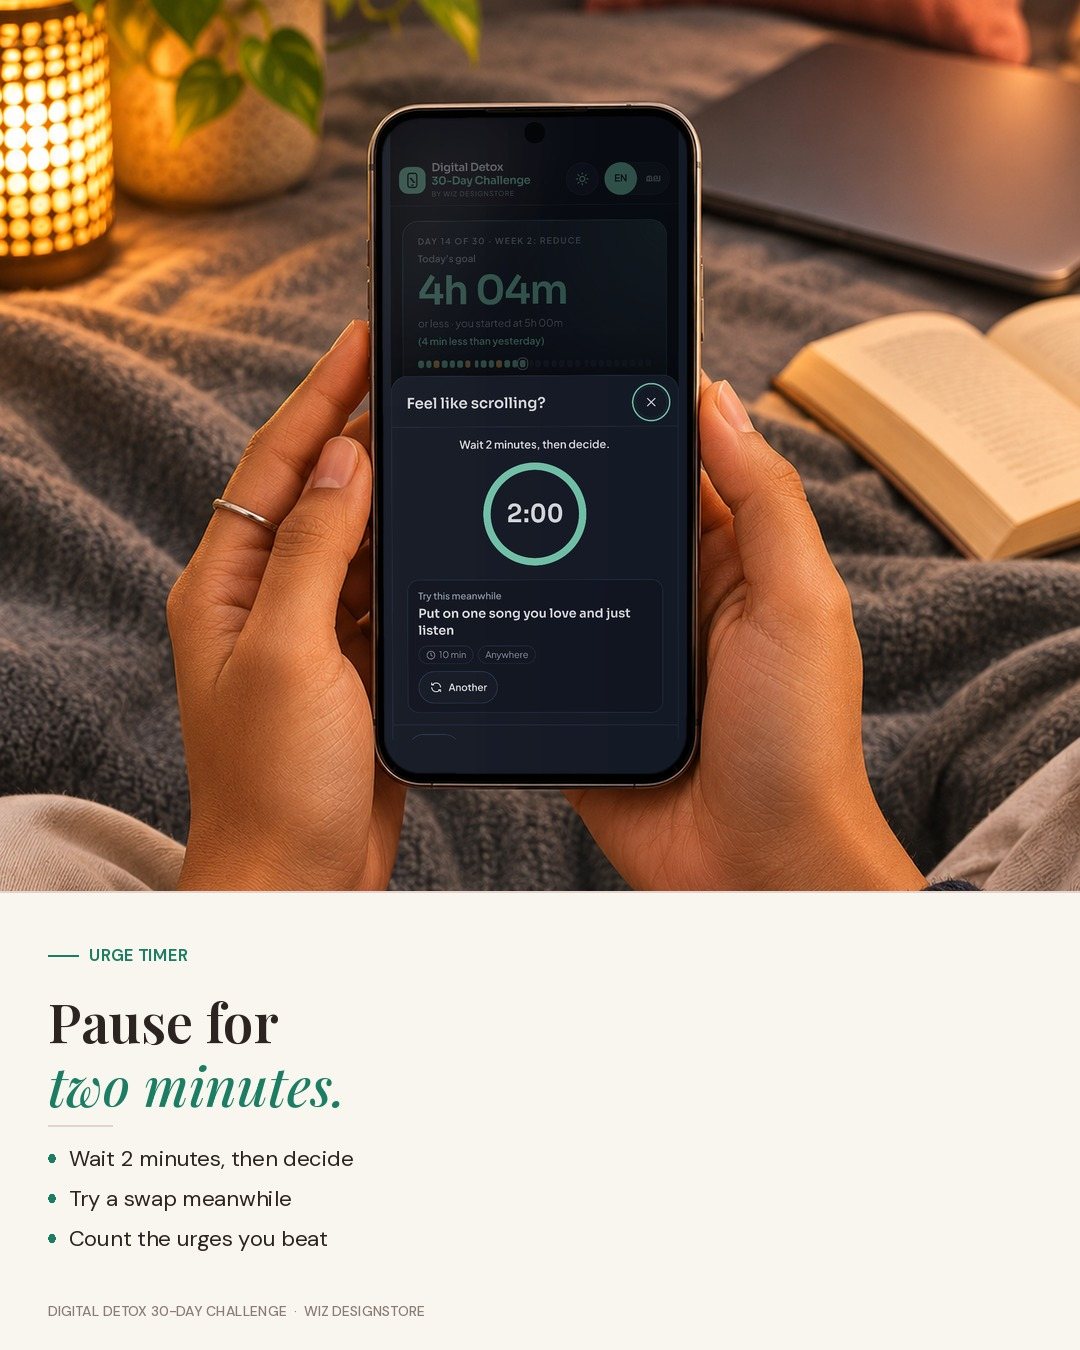 Digital Detox
30-Day Challenge
BY WIZ DESIGNSTORE
EN
DAY 14 OF 30 · WEEK 2: REDUCE
Today's goal
4h 04m
or less · you started at 5h 00m
(4 min less than yesterday)
Feel like scrolling?
Wait 2 minutes, then decide.
2:00
Try this meanwhile
Put on one song you love and just
listen
10 min
Anywhere
Another
URGE TIMER
Pause for
two minutes.
Wait 2 minutes, then decide
Try a swap meanwhile
Count the urges you beat
DIGITAL DETOX 30-DAY CHALLENGE · WIZ DESIGNSTORE